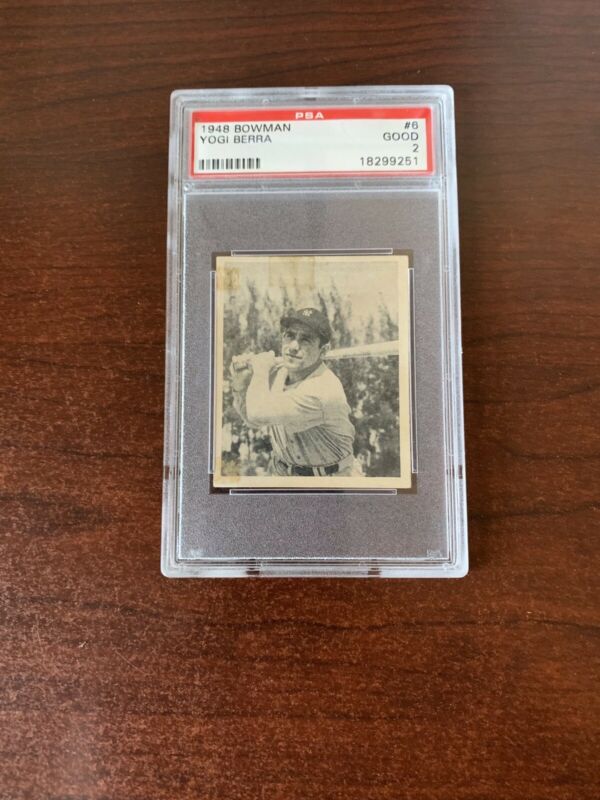 PSA
1948 BOWMAN #6
YOGI BERRA GOOD
2
18299251